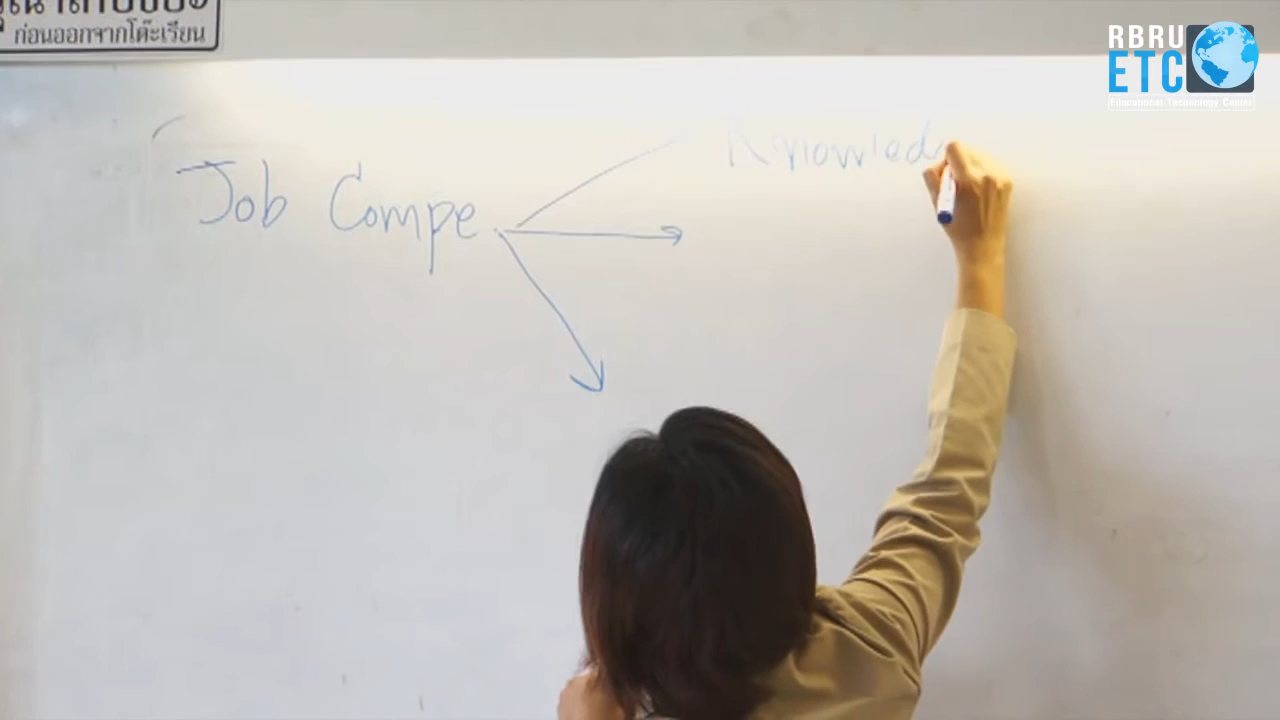 ก่อนออกจากโต๊ะเรียน
RBRU
ETC
Educational Technology Center
Job Compe.
Knowled